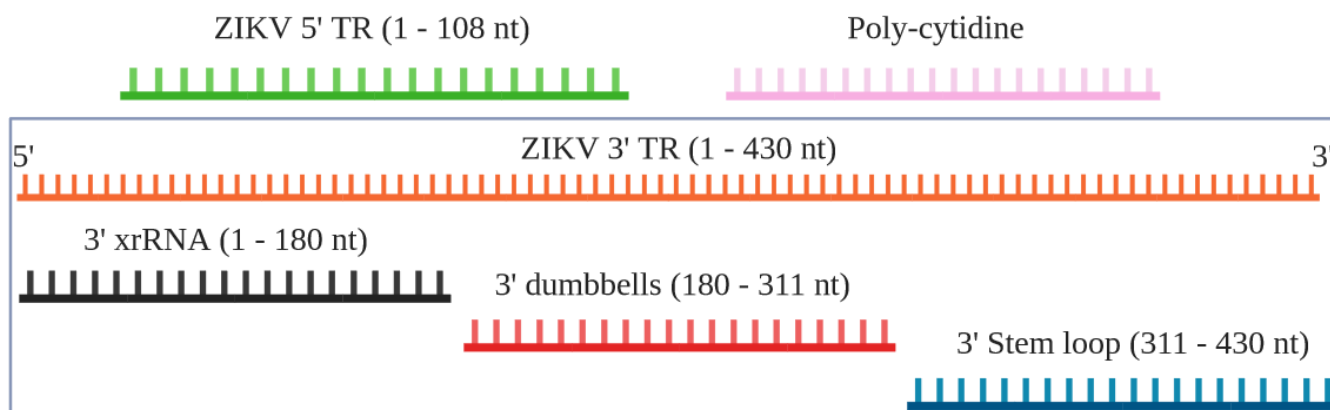 ZIKV 5' TR (1 - 108 nt)
Poly-cytidine
5'
ZIKV 3' TR (1 - 430 nt)
3'
3' xrRNA (1 - 180 nt)
3' dumbbells (180 - 311 nt)
3' Stem loop (311 - 430 nt)